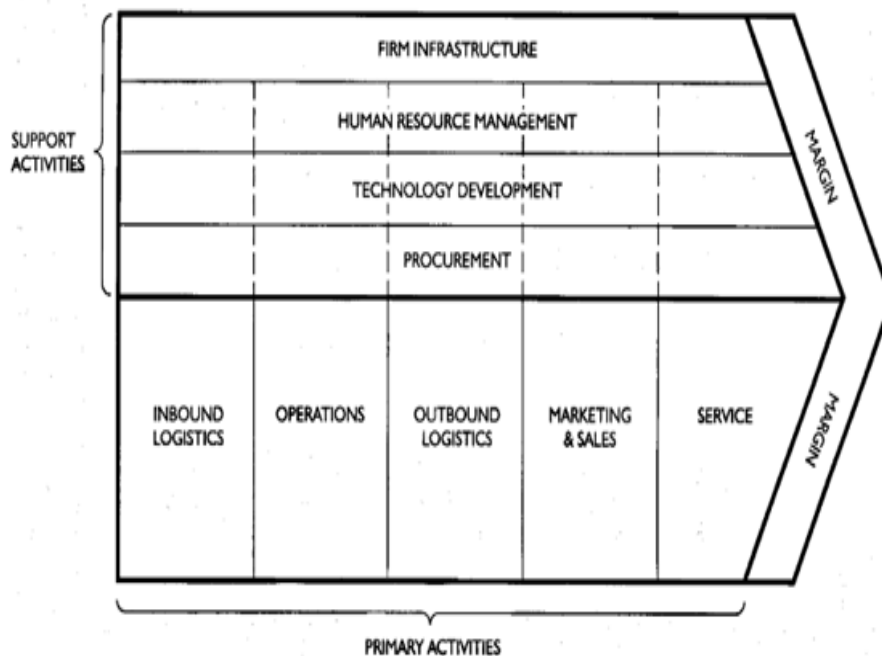 FIRM INFRASTRUCTURE
HUMAN RESOURCE MANAGEMENT
SUPPORT
ACTIVITIES
TECHNOLOGY DEVELOPMENT
PROCUREMENT
MARGIN
INBOUND
LOGISTICS
OPERATIONS
OUTBOUND
LOGISTICS
MARKETING
& SALES
SERVICE
MARGIN
PRIMARY ACTIVITIES